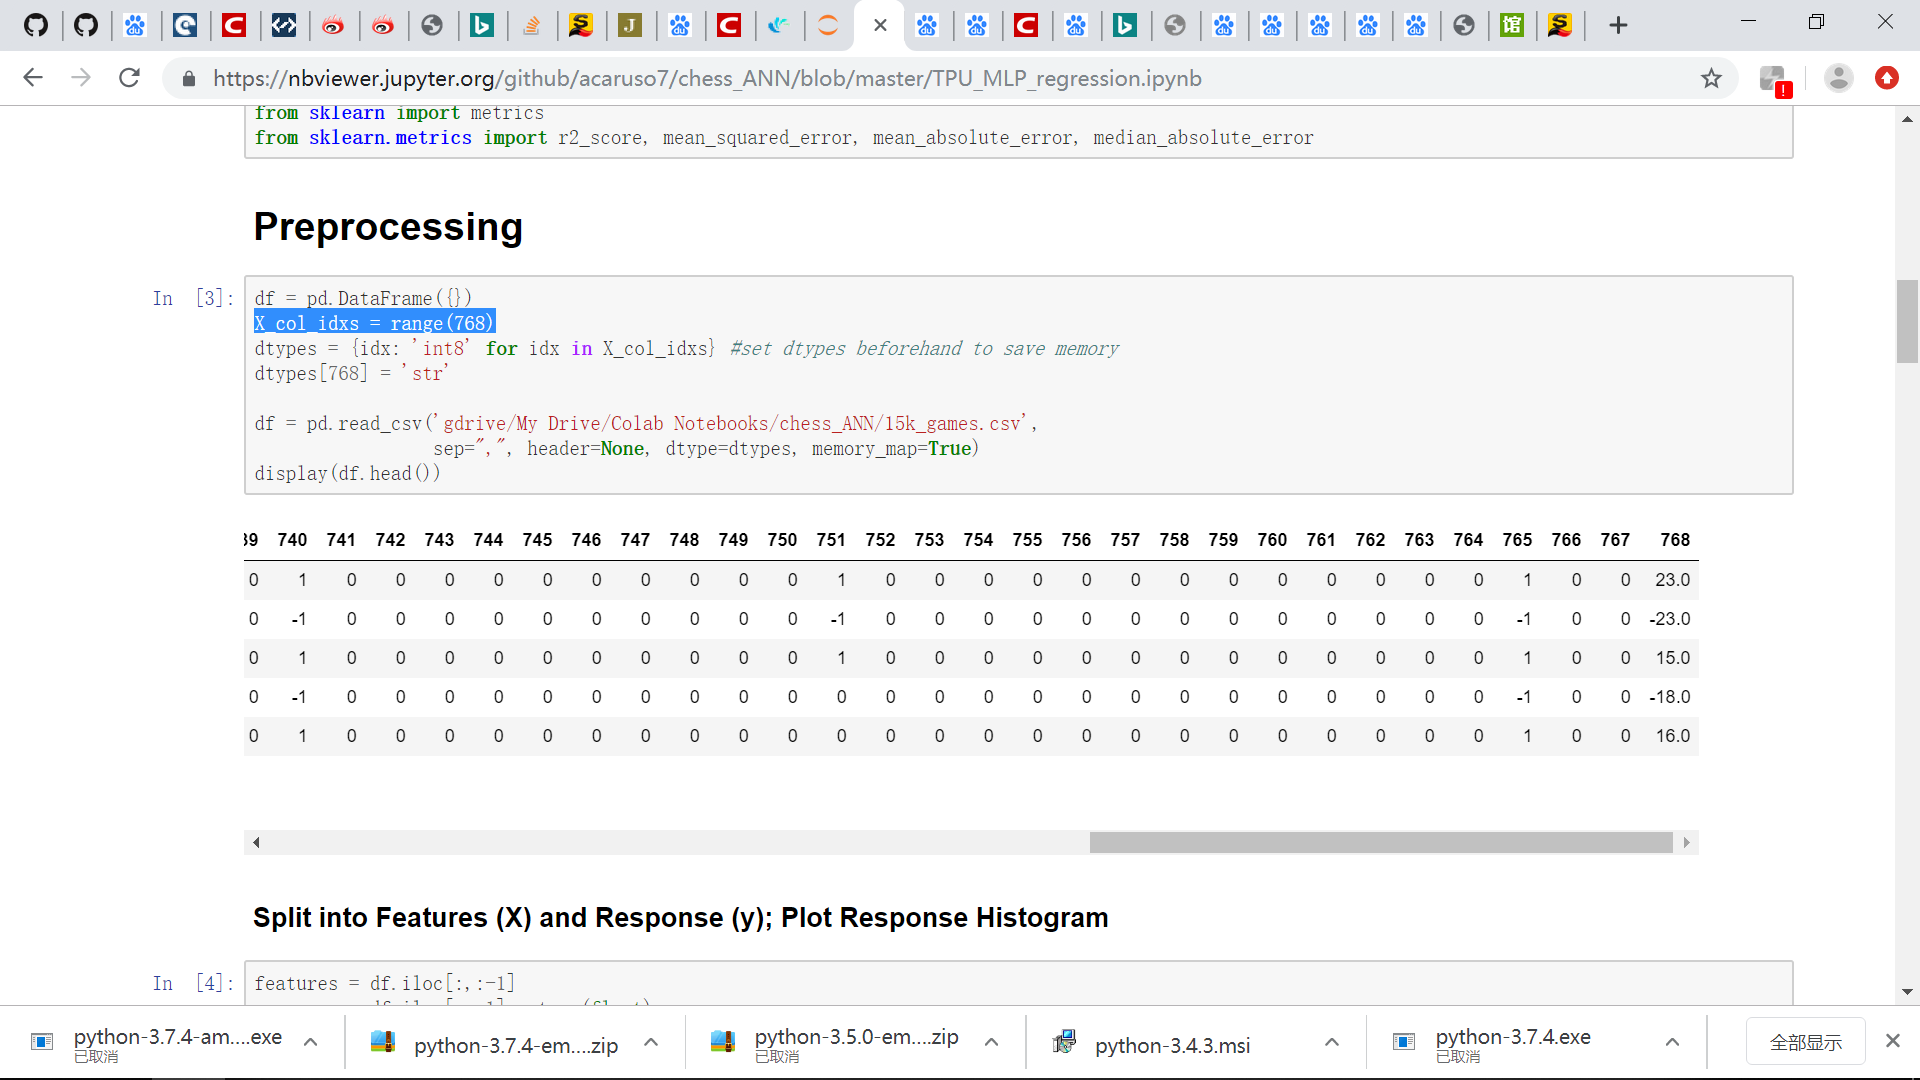 https://nbviewer.jupyter.org/github/acaruso7/chess_ANN/blob/master/TPU_MLP_regression.ipynb
from sklearn import metrics
from sklearn.metrics import r2_score, mean_squared_error, mean_absolute_error, median_absolute_error
Preprocessing
In [3]:
df = pd.DataFrame({})
X_col_idxs = range(768)
dtypes = {idx: 'int8' for idx in X_col_idxs} #set dtypes beforehand to save memory
dtypes[768] = 'str'
df = pd.read_csv('gdrive/My Drive/Colab Notebooks/chess_ANN/15k_games.csv',
sep=",", header=None, dtype=dtypes, memory_map=True)
display(df.head())
39 740 741 742 743 744 745 746 747 748 749 750 751 752 753 754 755 756 757 758 759 760 761 762 763 764 765 766 767 768
0 1 0 0 0 0 0 0 0 0 0 0 1 0 0 0 0 0 0 0 0 0 0 0 0 0 1 0 0 23.0
0 -1 0 0 0 0 0 0 0 0 0 0 -1 0 0 0 0 0 0 0 0 0 0 0 0 0 -1 0 0 -23.0
0 1 0 0 0 0 0 0 0 0 0 0 1 0 0 0 0 0 0 0 0 0 0 0 0 0 1 0 0 15.0
0 -1 0 0 0 0 0 0 0 0 0 0 0 0 0 0 0 0 0 0 0 0 0 0 0 0 -1 0 0 -18.0
0 1 0 0 0 0 0 0 0 0 0 0 0 0 0 0 0 0 0 0 0 0 0 0 0 0 1 0 0 16.0
Split into Features (X) and Response (y); Plot Response Histogram
In [4]:
features = df.iloc[:,:-1]
python-3.7.4-am....exe
已取消
python-3.7.4-em....zip
python-3.5.0-em....zip
已取消
python-3.4.3.msi
python-3.7.4.exe
已取消
全部显示